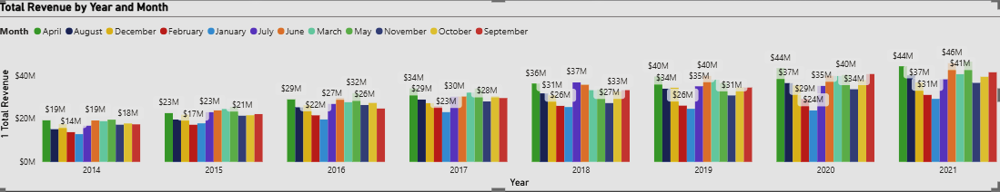 Total Revenue by Year and Month
Month April August December February January July June March May November October September
1 Total Revenue
$40M
$20M
$0M
$19M $14M $19M $18M
$23M $17M $23M $21M
$29M $22M $27M $32M $26M
$34M $29M $23M $30M $28M
$36M $31M $26M $37M $27M $33M
$40M $34M $26M $35M $40M $31M
$44M $37M $29M $24M $35M $40M $34M
$44M $37M $31M $46M $41M
2014 2015 2016 2017 2018 2019 2020 2021
Year